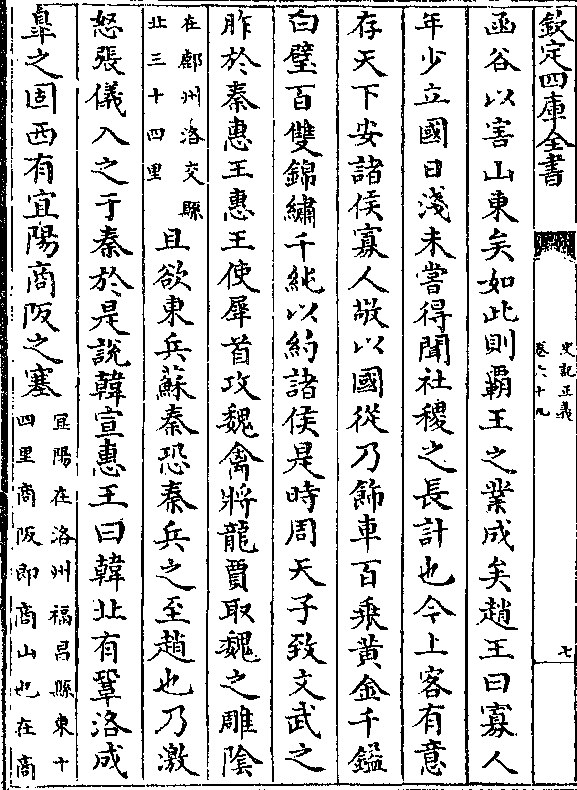 欽定四庫全書
史記正義
卷六十九
七
函谷以害山東矣如此則霸王之業成矣趙王曰寡人
年少立國日淺未嘗得聞社稷之長計也今上客有意
存天下安諸侯寡人敬以國從乃飾車百乘黃金千鎰
白璧百雙錦繡千純以約諸侯是時周天子致文武之
胙於秦惠王惠王使犀首攻魏禽將龍賈取魏之雕陰
在鄜州洛交縣
北三十四里
且欲東兵蘇秦恐秦兵之至趙也乃激
怒張儀入之于秦於是說韓宣惠王曰韓北有鞏洛成
臯之固西有宜陽商阪之塞
宜陽在洛州福昌縣東十
四里商阪即商山也在商